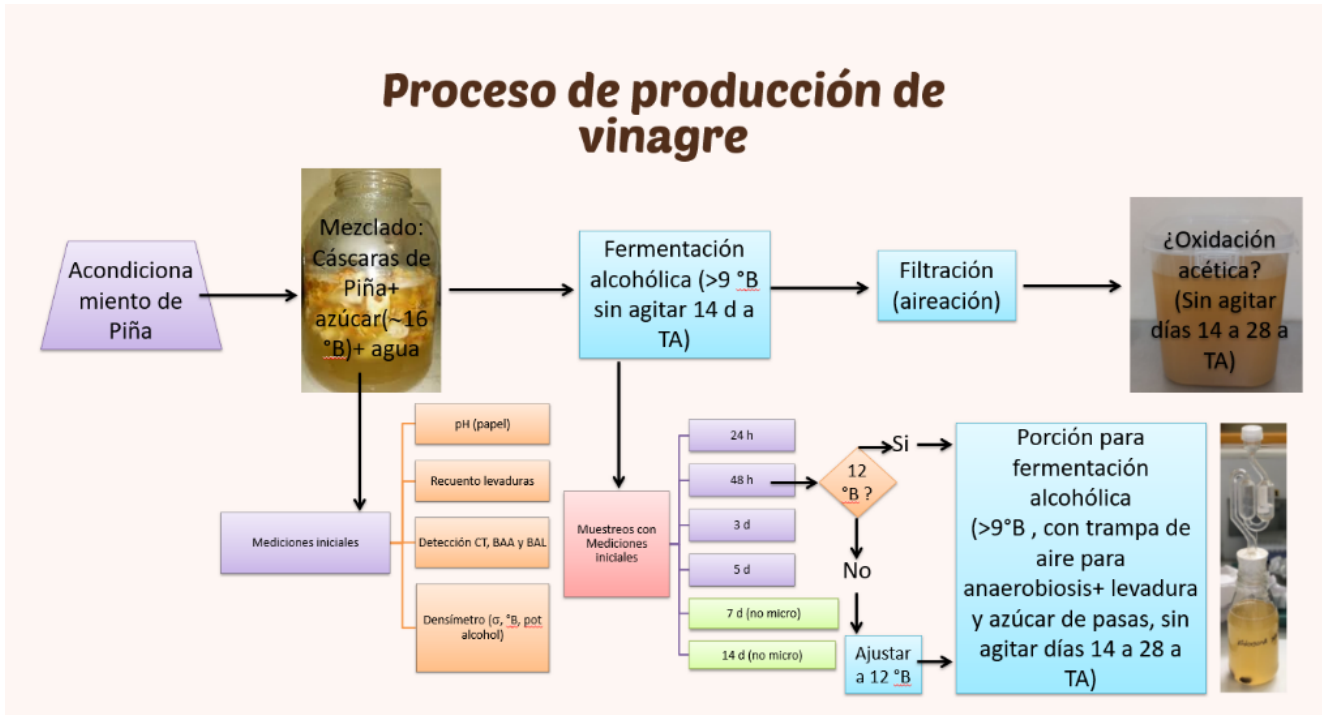 Proceso de producción de
vinagre
Acondiciona
miento de
Piña
Mezclado:
Cáscaras de
Piña+
azúcar(~16
°B)+ agua
Fermentación
alcohólica (>9 °B
sin agitar 14 d a
TA)
Filtración
(aireación)
¿Oxidación
acética?
(Sin agitar
días 14 a 28 a
TA)
Mediciones iniciales
pH (papel)
Recuento levaduras
Detección CT, BAA y BAL
Densímetro (σ, °B, pot
alcohol)
Muestreos con
Mediciones
iniciales
24 h
48 h
3 d
5 d
7 d (no micro)
14 d (no micro)
12
°B ?
Si
No
Ajustar
a 12 °B
Porción para
fermentación
alcohólica
(>9°B , con trampa de
aire para
anaerobiosis+ levadura
y azúcar de pasas, sin
agitar días 14 a 28 a
TA)